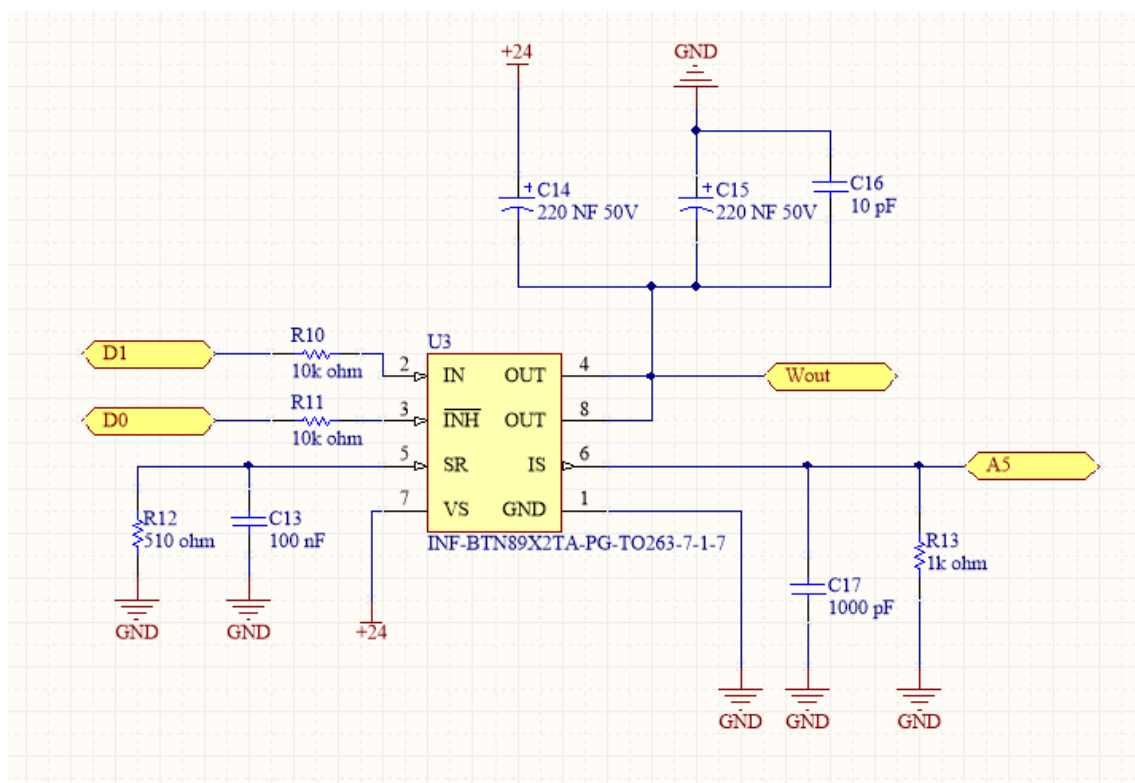 +24
GND
C14
220 NF 50V
C15
220 NF 50V
C16
10 pF
D1
R10
10k ohm
D0
R11
10k ohm
U3
2 IN OUT 4
3 INH OUT 8
5 SR IS 6
7 VS GND 1
INF-BTN89X2TA-PG-TO263-7-1-7
Wout
A5
R12
510 ohm
C13
100 nF
R13
1k ohm
C17
1000 pF
GND
GND
+24
GND
GND
GND